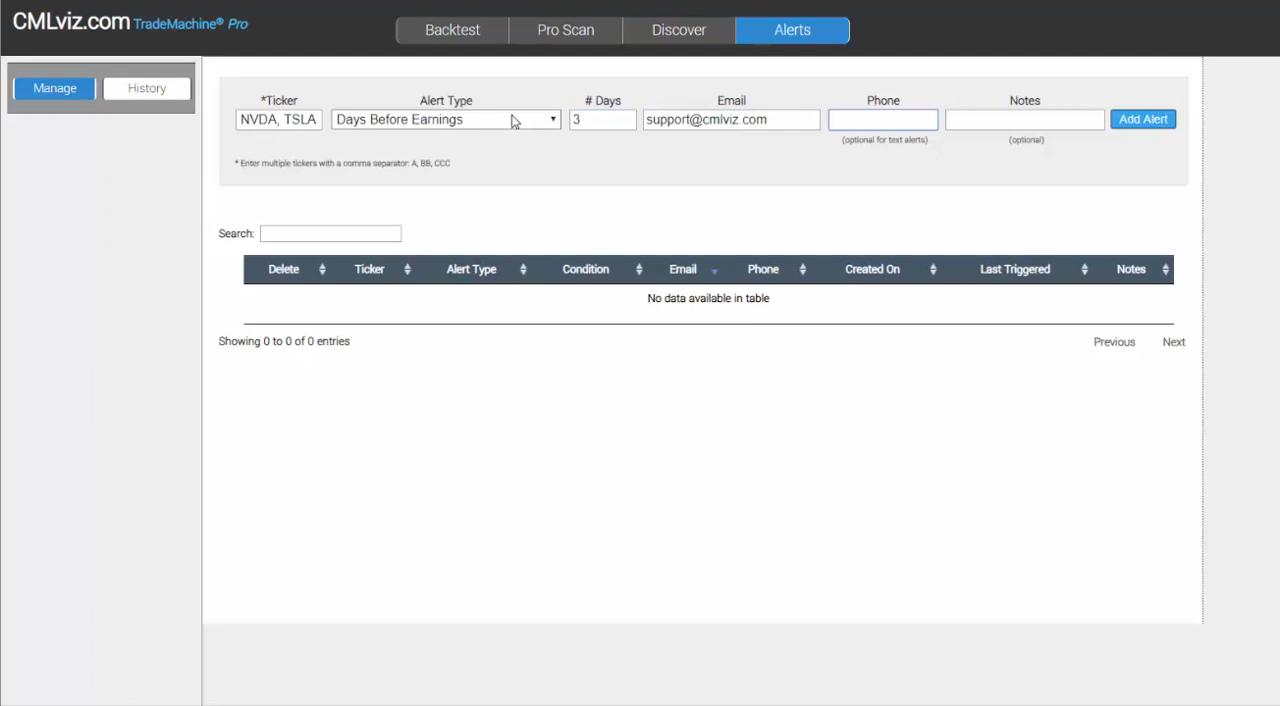 CMLviz.com TradeMachine® Pro
Backtest Pro Scan Discover Alerts
Manage History
*Ticker Alert Type # Days Email Phone Notes
NVDA, TSLA Days Before Earnings 3 support@cmlviz.com Add Alert
(optional for text alerts) (optional)
* Enter multiple tickers with a comma separator: A, BB, CCC
Search:
Delete Ticker Alert Type Condition Email Phone Created On Last Triggered Notes
No data available in table
Showing 0 to 0 of 0 entries Previous Next